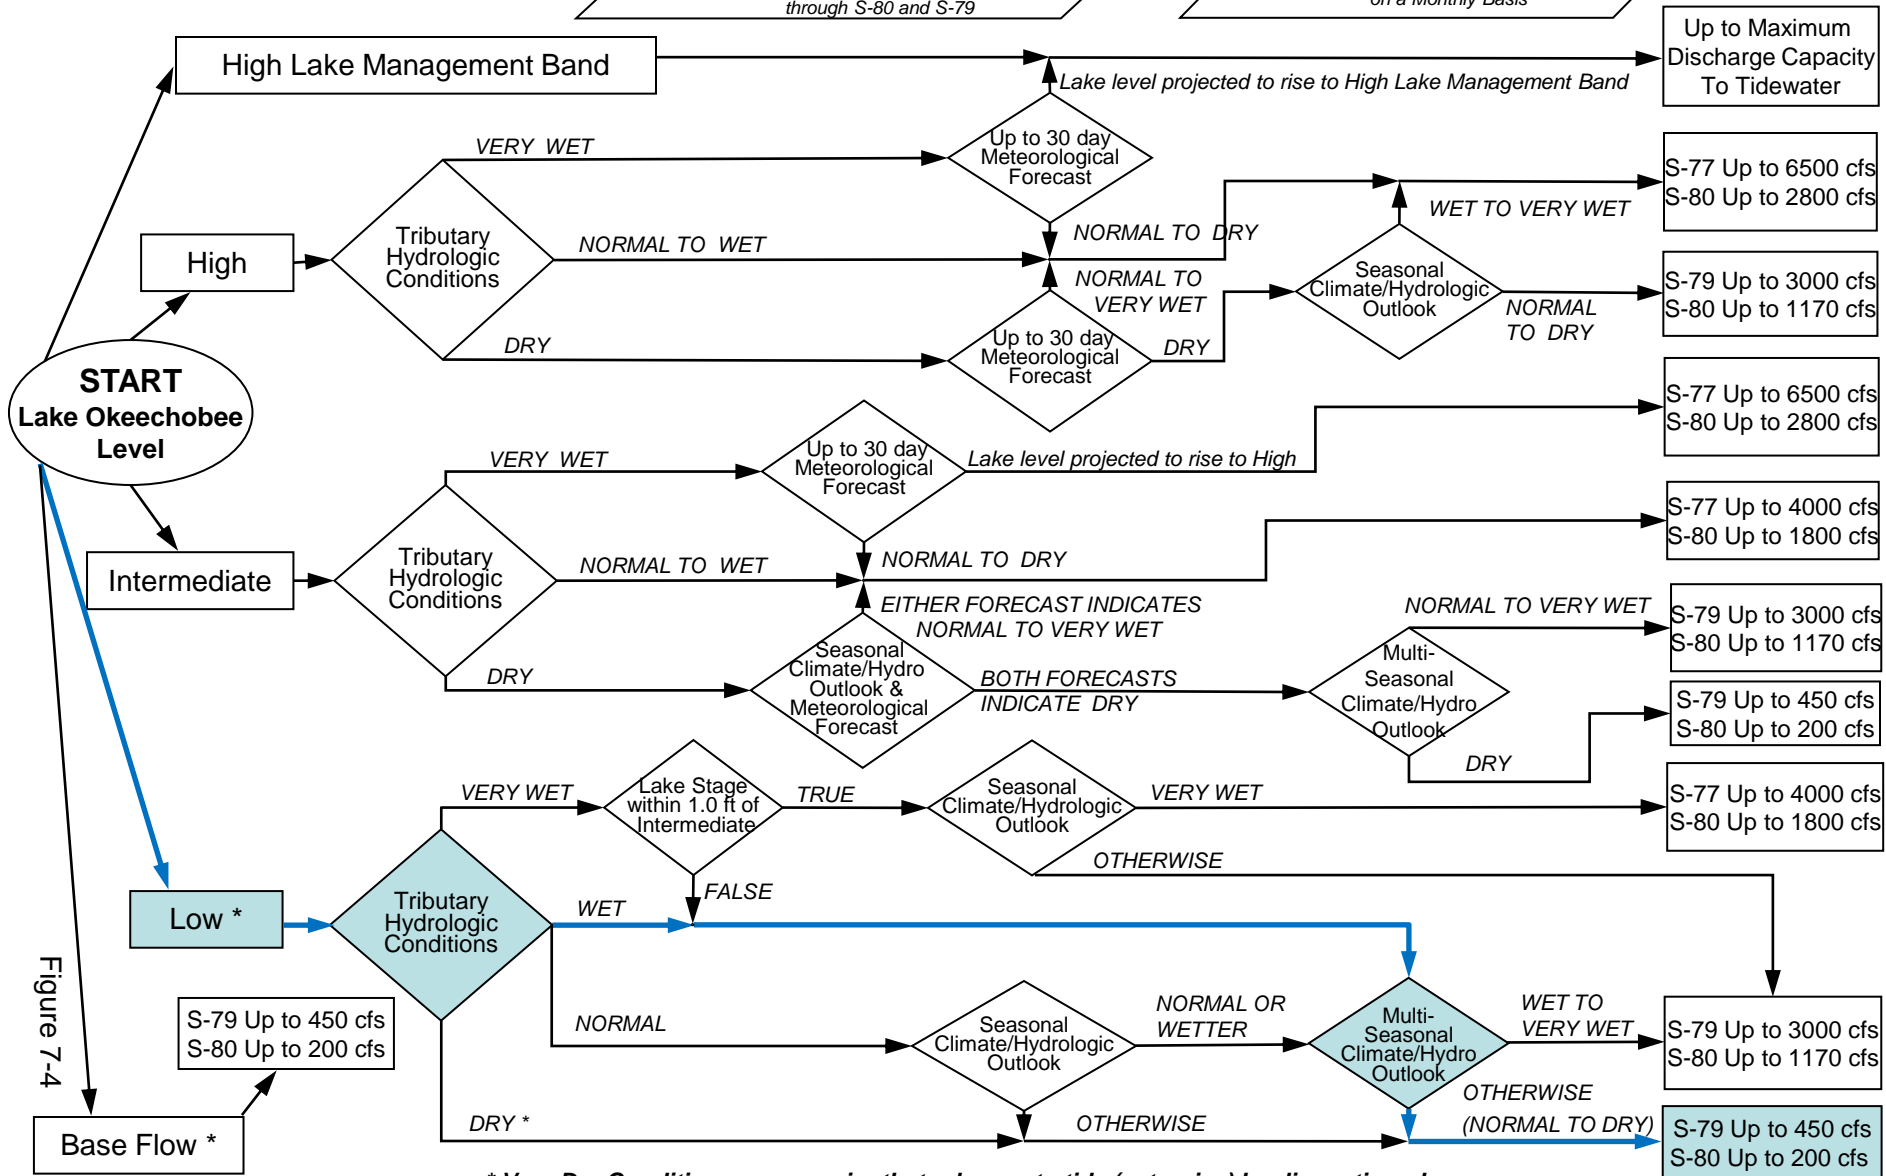 through S-80 and S-79
on a Monthly Basis
Up to Maximum
Discharge Capacity
To Tidewater
High Lake Management Band
Lake level projected to rise to High Lake Management Band
VERY WET
Up to 30 day
Meteorological
Forecast
S-77 Up to 6500 cfs
S-80 Up to 2800 cfs
WET TO VERY WET
High
Tributary
Hydrologic
Conditions
NORMAL TO WET
NORMAL TO DRY
NORMAL TO
VERY WET
Seasonal
Climate/Hydrologic
Outlook
NORMAL
TO DRY
S-79 Up to 3000 cfs
S-80 Up to 1170 cfs
DRY
Up to 30 day
Meteorological
Forecast
DRY
START
Lake Okeechobee
Level
S-77 Up to 6500 cfs
S-80 Up to 2800 cfs
VERY WET
Up to 30 day
Meteorological
Forecast
Lake level projected to rise to High
S-77 Up to 4000 cfs
S-80 Up to 1800 cfs
Intermediate
Tributary
Hydrologic
Conditions
NORMAL TO WET
NORMAL TO DRY
EITHER FORECAST INDICATES
NORMAL TO VERY WET
NORMAL TO VERY WET
S-79 Up to 3000 cfs
S-80 Up to 1170 cfs
DRY
Seasonal
Climate/Hydro
Outlook &
Meteorological
Forecast
BOTH FORECASTS
INDICATE DRY
Multi-
Seasonal
Climate/Hydro
Outlook
S-79 Up to 450 cfs
S-80 Up to 200 cfs
DRY
VERY WET
Lake Stage
within 1.0 ft of
Intermediate
TRUE
Seasonal
Climate/Hydrologic
Outlook
VERY WET
S-77 Up to 4000 cfs
S-80 Up to 1800 cfs
OTHERWISE
FALSE
Low *
Tributary
Hydrologic
Conditions
WET
NORMAL
Seasonal
Climate/Hydrologic
Outlook
NORMAL OR
WETTER
Multi-
Seasonal
Climate/Hydro
Outlook
WET TO
VERY WET
S-79 Up to 3000 cfs
S-80 Up to 1170 cfs
Figure 7-4
S-79 Up to 450 cfs
S-80 Up to 200 cfs
Base Flow *
DRY *
OTHERWISE
OTHERWISE
(NORMAL TO DRY)
S-79 Up to 450 cfs
S-80 Up to 200 cfs